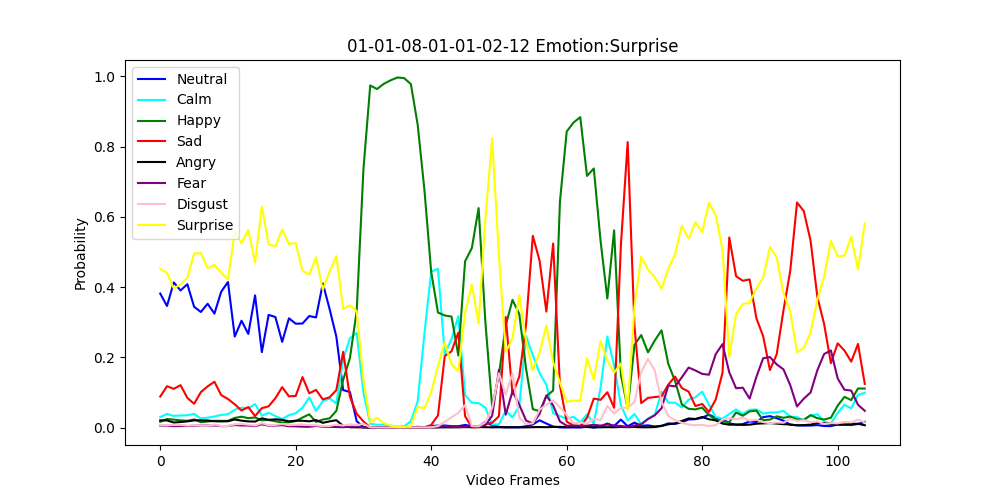 01-01-08-01-01-02-12 Emotion:Surprise
1.0
0.8
0.6
0.4
0.2
0.0
Probability
Neutral
Calm
Happy
Sad
Angry
Fear
Disgust
Surprise
0 20 40 60 80 100
Video Frames